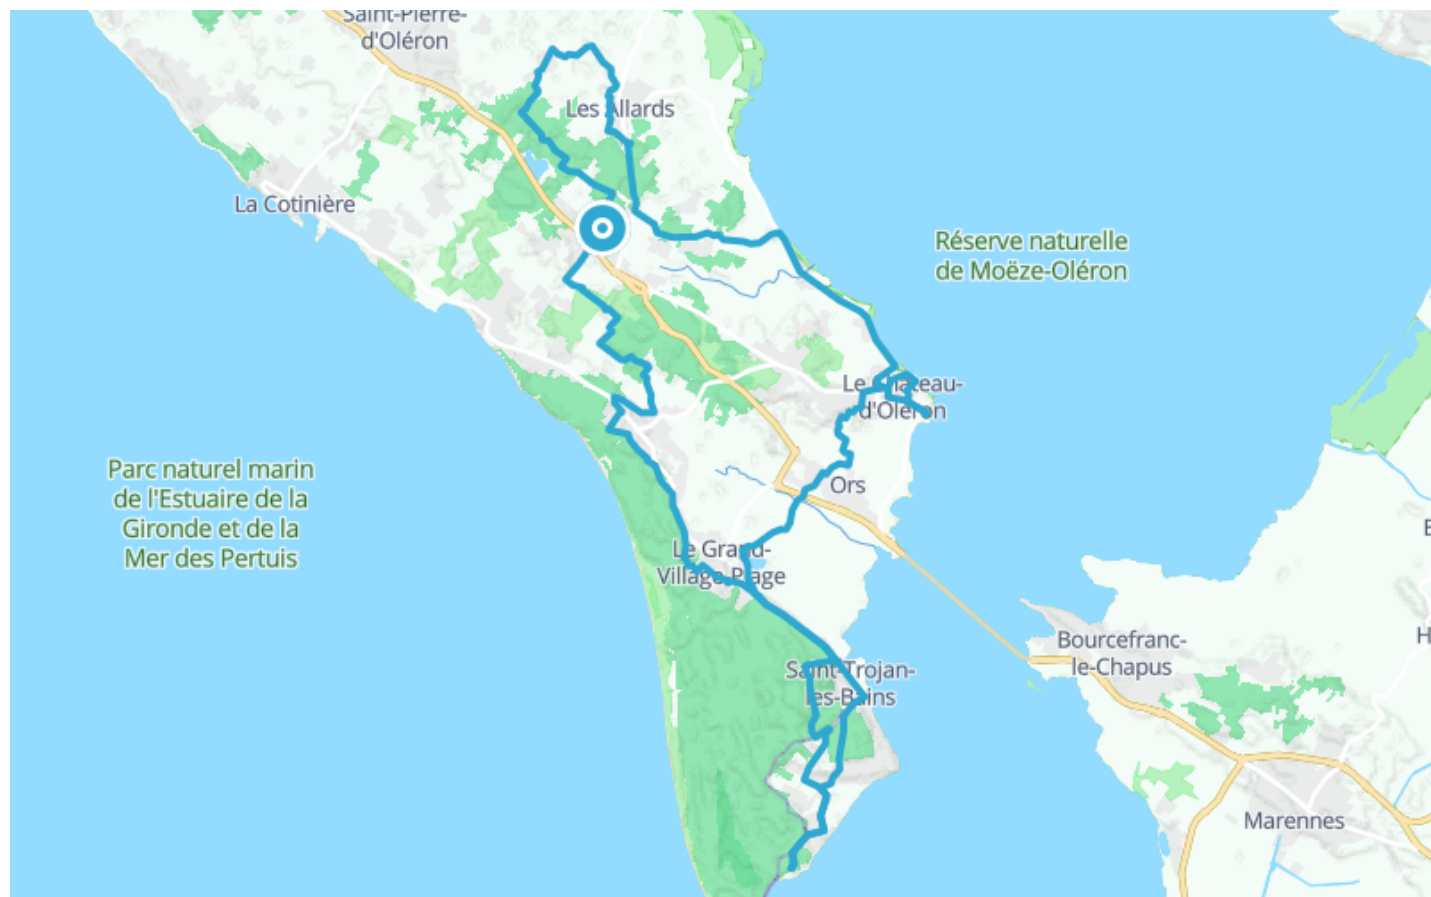 Saint-Pierre-
d'Oléron
Les Allards
La Cotinière
Réserve naturelle
de Moëze-Oléron
Le Château-
d'Oléron
Parc naturel marin
de l'Estuaire de la
Gironde et de la
Mer des Pertuis
Ors
Le Grand-
Village-Plage
Bourcefranc-
le-Chapus
Saint-Trojan-
les-Bains
Marennes